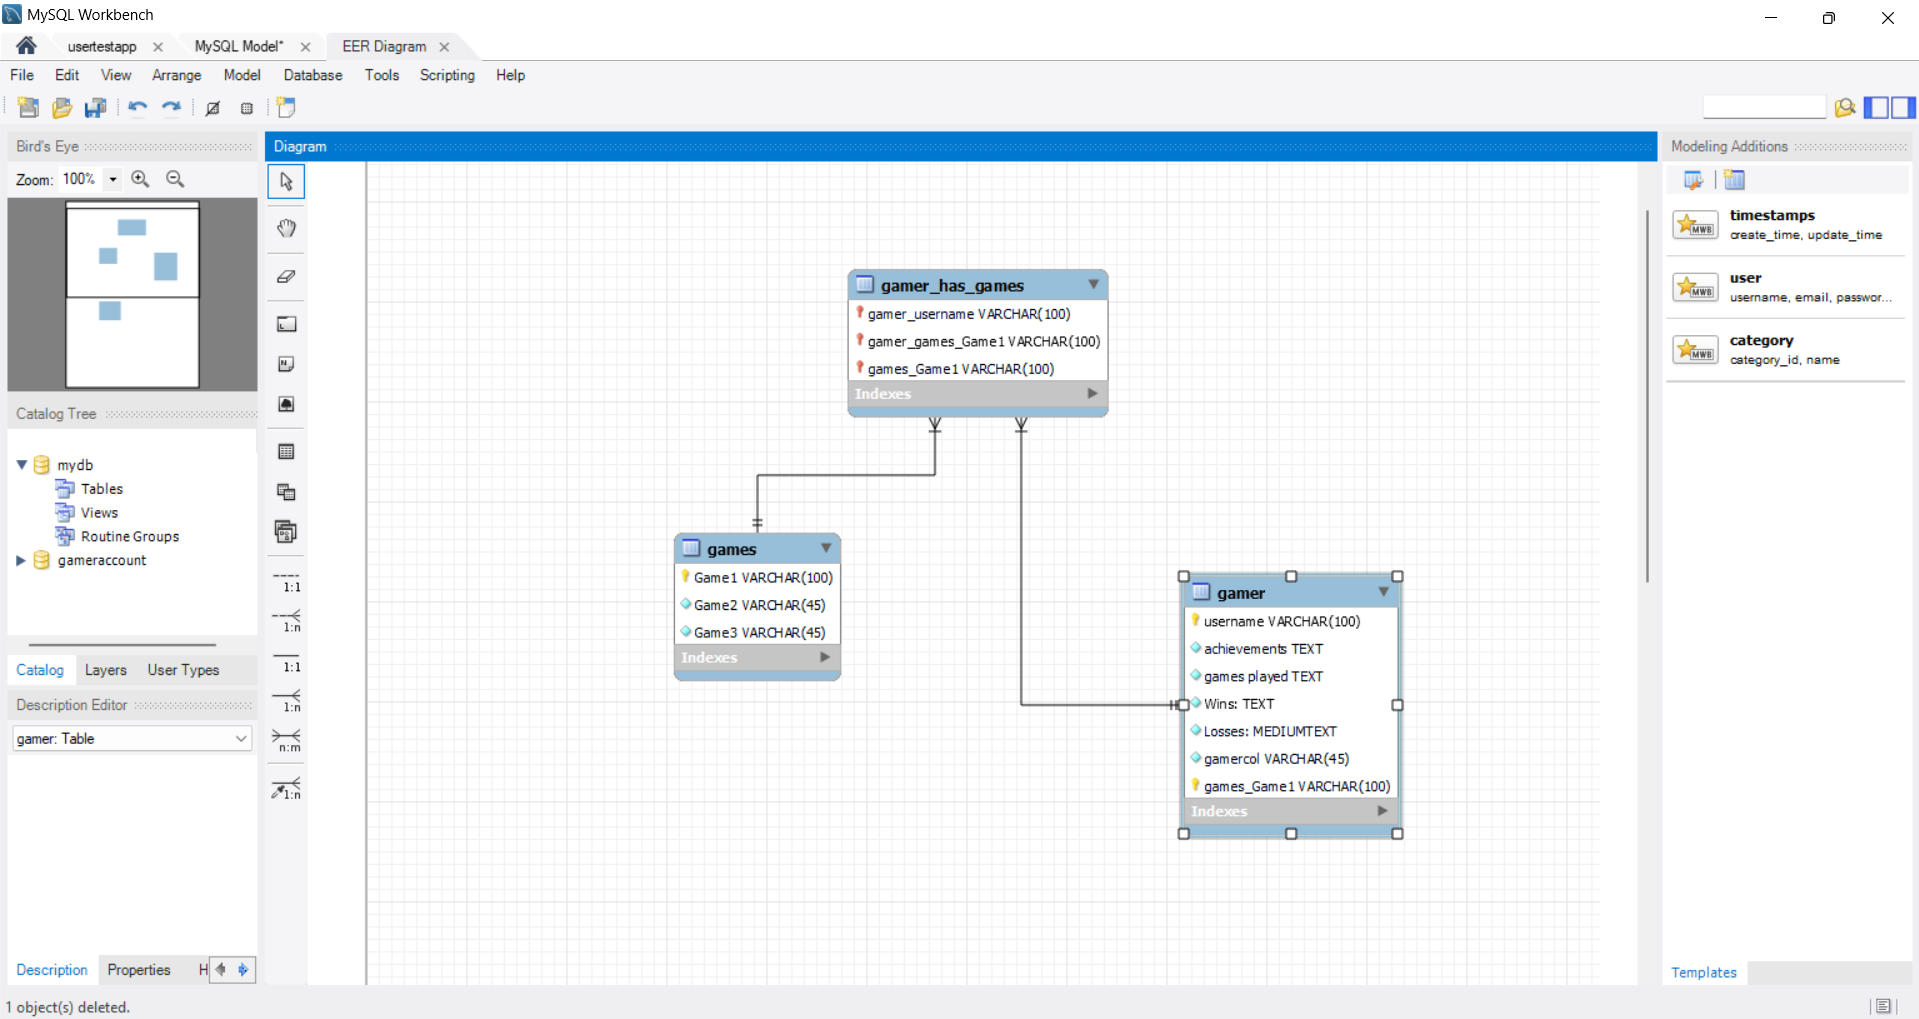 MySQL Workbench
usertestapp
MySQL Model*
EER Diagram
File Edit View Arrange Model Database Tools Scripting Help
Bird's Eye
Zoom: 100%
Catalog Tree
mydb
Tables
Views
Routine Groups
gameraccount
Catalog Layers User Types
Description Editor
gamer: Table
Description Properties H
1 object(s) deleted.
Diagram
1:1
1:n
1:1
1:n
n:m
1:n
gamer_has_games
gamer_username VARCHAR(100)
gamer_games_Game1 VARCHAR(100)
games_Game1 VARCHAR(100)
Indexes
games
Game1 VARCHAR(100)
Game2 VARCHAR(45)
Game3 VARCHAR(45)
Indexes
gamer
username VARCHAR(100)
achievements TEXT
games played TEXT
Wins: TEXT
Losses: MEDIUMTEXT
gamercol VARCHAR(45)
games_Game1 VARCHAR(100)
Indexes
Modeling Additions
MWB
timestamps
create_time, update_time
MWB
user
username, email, passwor...
MWB
category
category_id, name
Templates